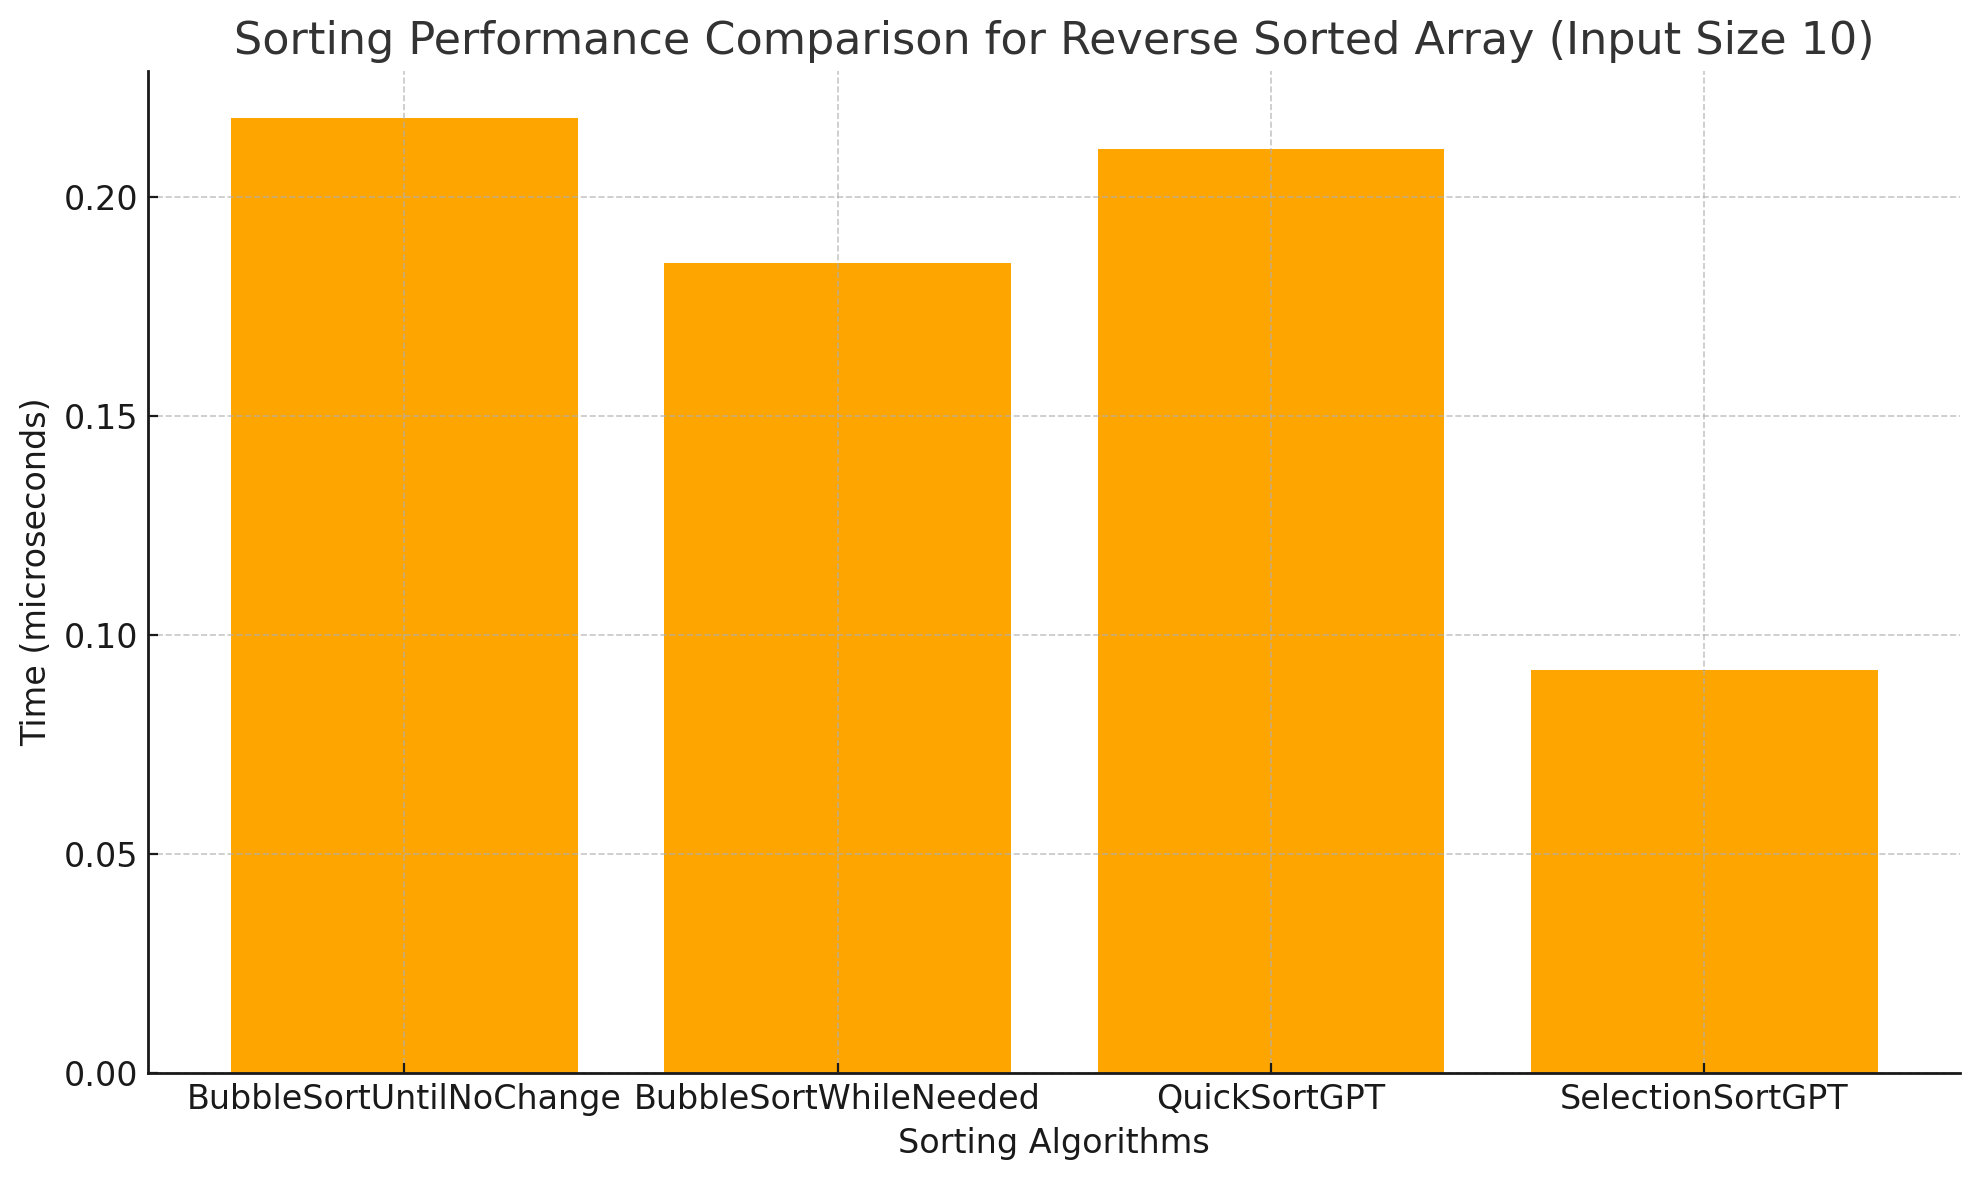 Sorting Performance Comparison for Reverse Sorted Array (Input Size 10)
Time (microseconds)
0.20
0.15
0.10
0.05
0.00
BubbleSortUntilNoChange BubbleSortWhileNeeded QuickSortGPT SelectionSortGPT
Sorting Algorithms